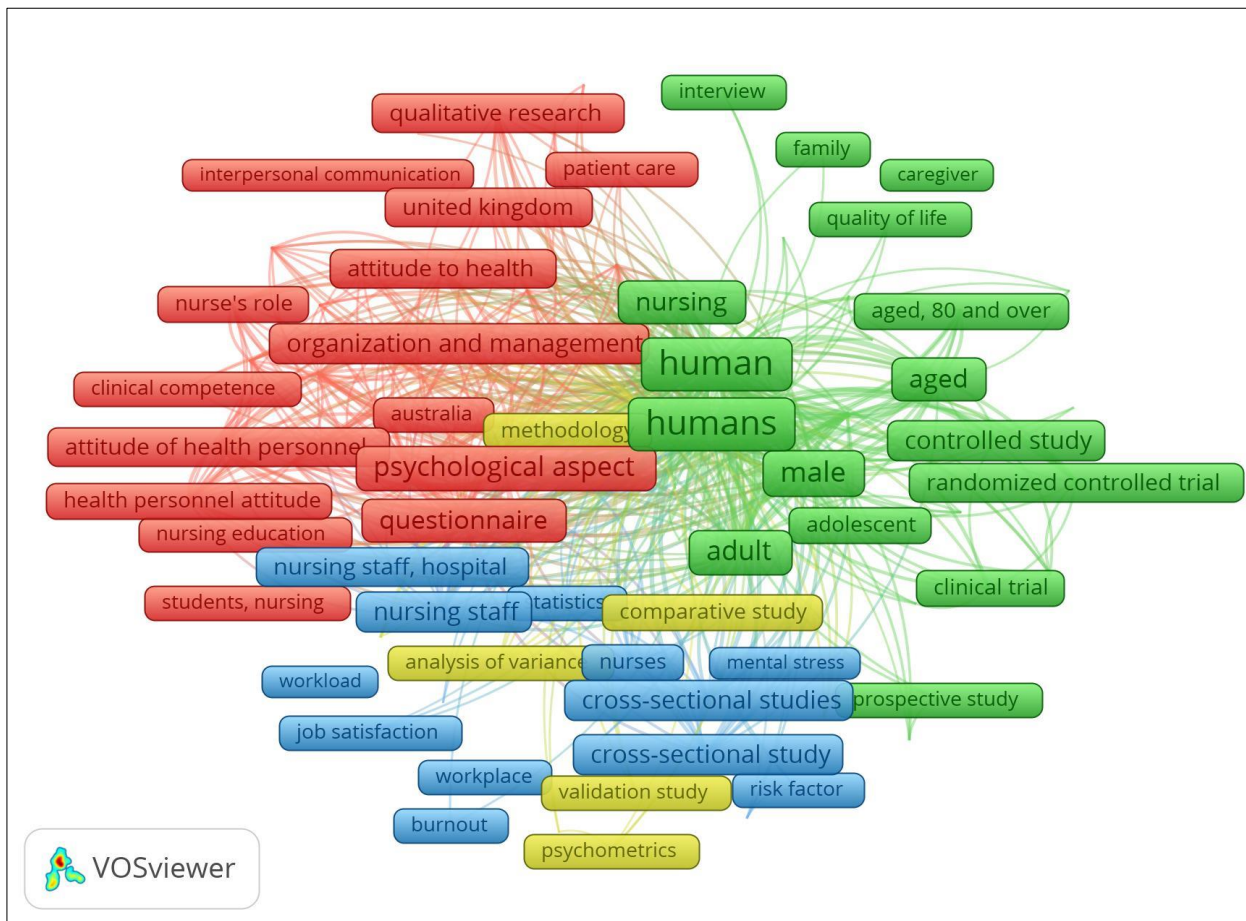 interview
qualitative research
family
patient care
interpersonal communication
caregiver
united kingdom
quality of life
attitude to health
nursing
nurse's role
aged, 80 and over
organization and management
human
aged
clinical competence
australia
humans
methodology
controlled study
attitude of health personnel
psychological aspect
male
randomized controlled trial
health personnel attitude
questionnaire
adolescent
nursing education
adult
nursing staff, hospital
clinical trial
students, nursing
nursing staff
tatistics
comparative study
analysis of variance
nurses
mental stress
workload
cross-sectional studies
prospective study
job satisfaction
cross-sectional study
workplace
validation study
risk factor
burnout
psychometrics
VOSviewer